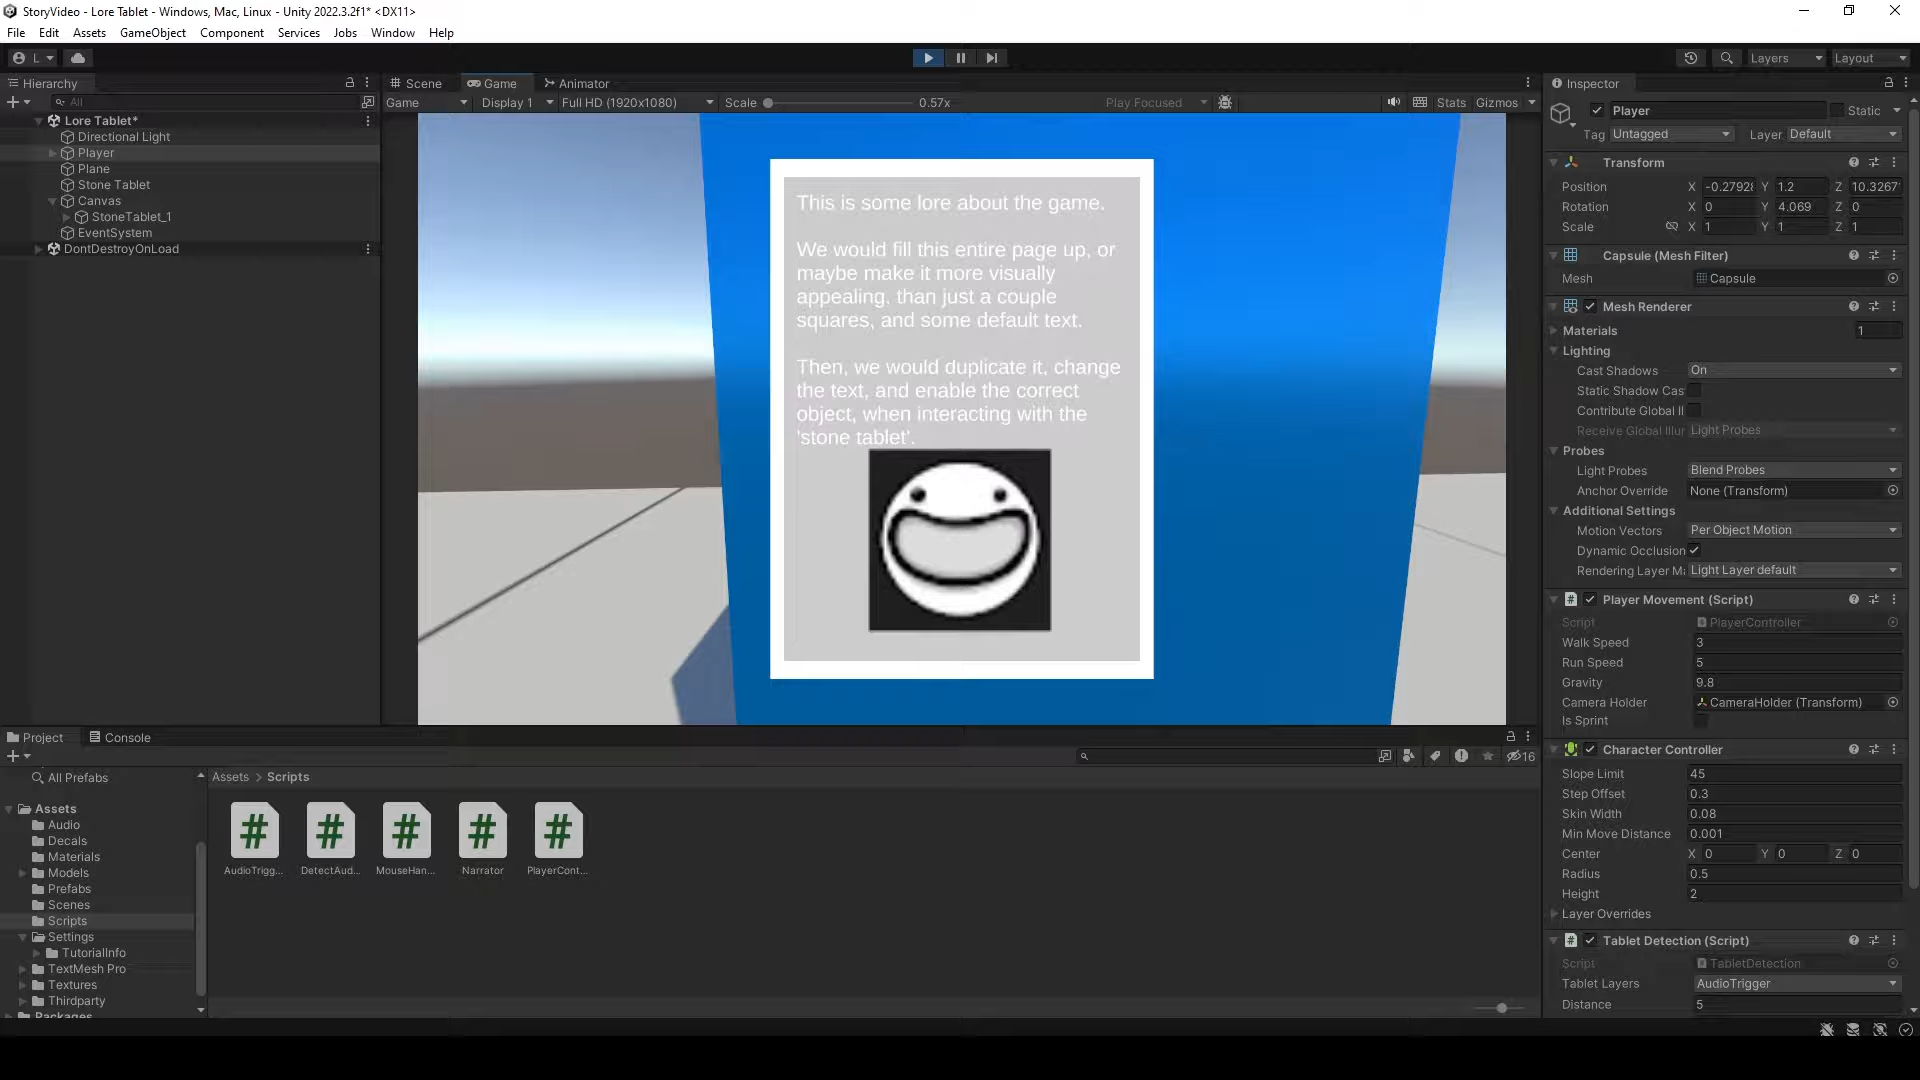 StoryVideo - Lore Tablet - Windows, Mac, Linux - Unity 2022.3.2f1* <DX11>
File Edit Assets GameObject Component Services Jobs Window Help
L
Layers Layout
Hierarchy
All
Lore Tablet*
Directional Light
Player
Plane
Stone Tablet
Canvas
StoneTablet_1
EventSystem
DontDestroyOnLoad
Scene Game Animator
Game Display 1 Full HD (1920x1080) Scale 0.57x Play Focused Stats Gizmos
This is some lore about the game.
We would fill this entire page up, or
maybe make it more visually
appealing. than just a couple
squares, and some default text.
Then, we would duplicate it, change
the text, and enable the correct
object, when interacting with the
'stone tablet'.
Project Console
16
All Prefabs
Assets
Audio
Decals
Materials
Models
Prefabs
Scenes
Scripts
Settings
TutorialInfo
TextMesh Pro
Textures
Thirdparty
Packages
Assets > Scripts
AudioTrigg... DetectAud... MouseHan... Narrator PlayerCont...
Inspector
Player Static
Tag Untagged Layer Default
Transform
Position X -0.27928 Y 1.2 Z 10.3267
Rotation X 0 Y 4.069 Z 0
Scale X 1 Y 1 Z 1
Capsule (Mesh Filter)
Mesh Capsule
Mesh Renderer
Materials 1
Lighting
Cast Shadows On
Static Shadow Cas
Contribute Global Il
Receive Global Illur Light Probes
Probes
Light Probes Blend Probes
Anchor Override None (Transform)
Additional Settings
Motion Vectors Per Object Motion
Dynamic Occlusion
Rendering Layer Ma Light Layer default
Player Movement (Script)
Script PlayerController
Walk Speed 3
Run Speed 5
Gravity 9.8
Camera Holder CameraHolder (Transform)
Is Sprint
Character Controller
Slope Limit 45
Step Offset 0.3
Skin Width 0.08
Min Move Distance 0.001
Center X 0 Y 0 Z 0
Radius 0.5
Height 2
Layer Overrides
Tablet Detection (Script)
Script TabletDetection
Tablet Layers AudioTrigger
Distance 5